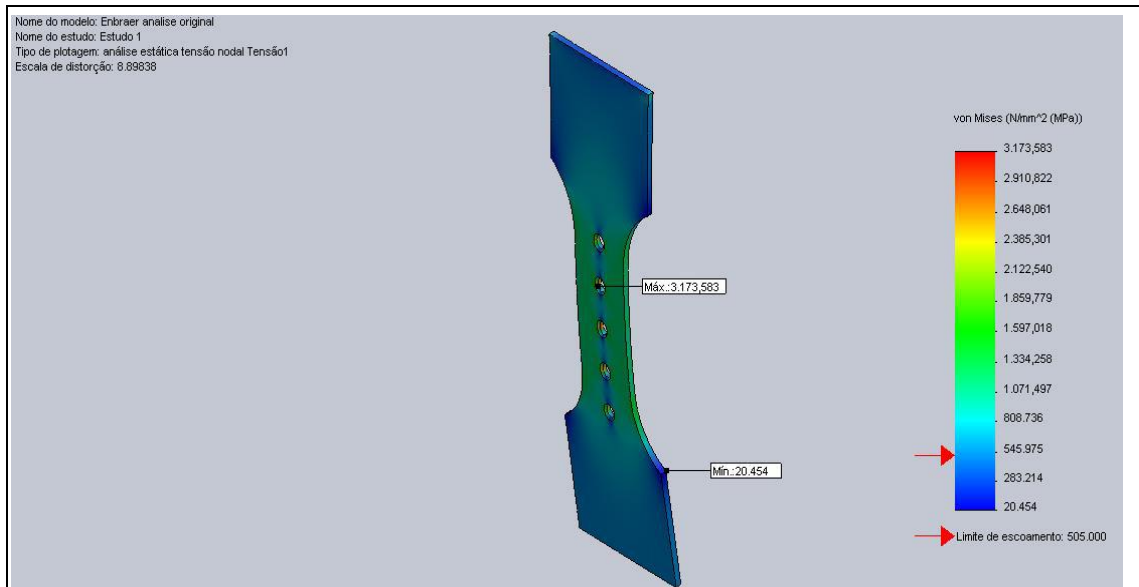 Nome do modelo: Enbraer analise original
Nome do estudo: Estudo 1
Tipo de plotagem: análise estática tensão nodal Tensão1
Escala de distorção: 8.89838
von Mises (N/mm^2 (MPa))
3.173,583
2.910,822
2.648,061
2.385,301
2.122,540
1.859,779
1.597,018
1.334,258
1.071,497
808.736
545.975
283.214
20.454
Máx.:3.173,583
Mín.:20.454
Limite de escoamento: 505.000